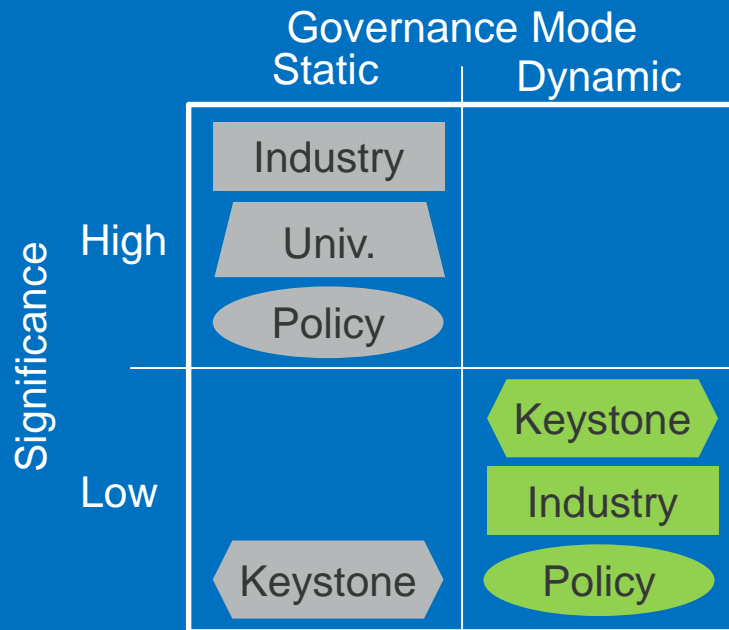 Governance Mode
Static
Dynamic
Significance
High
Industry
Univ.
Policy
Low
Keystone
Keystone
Industry
Policy